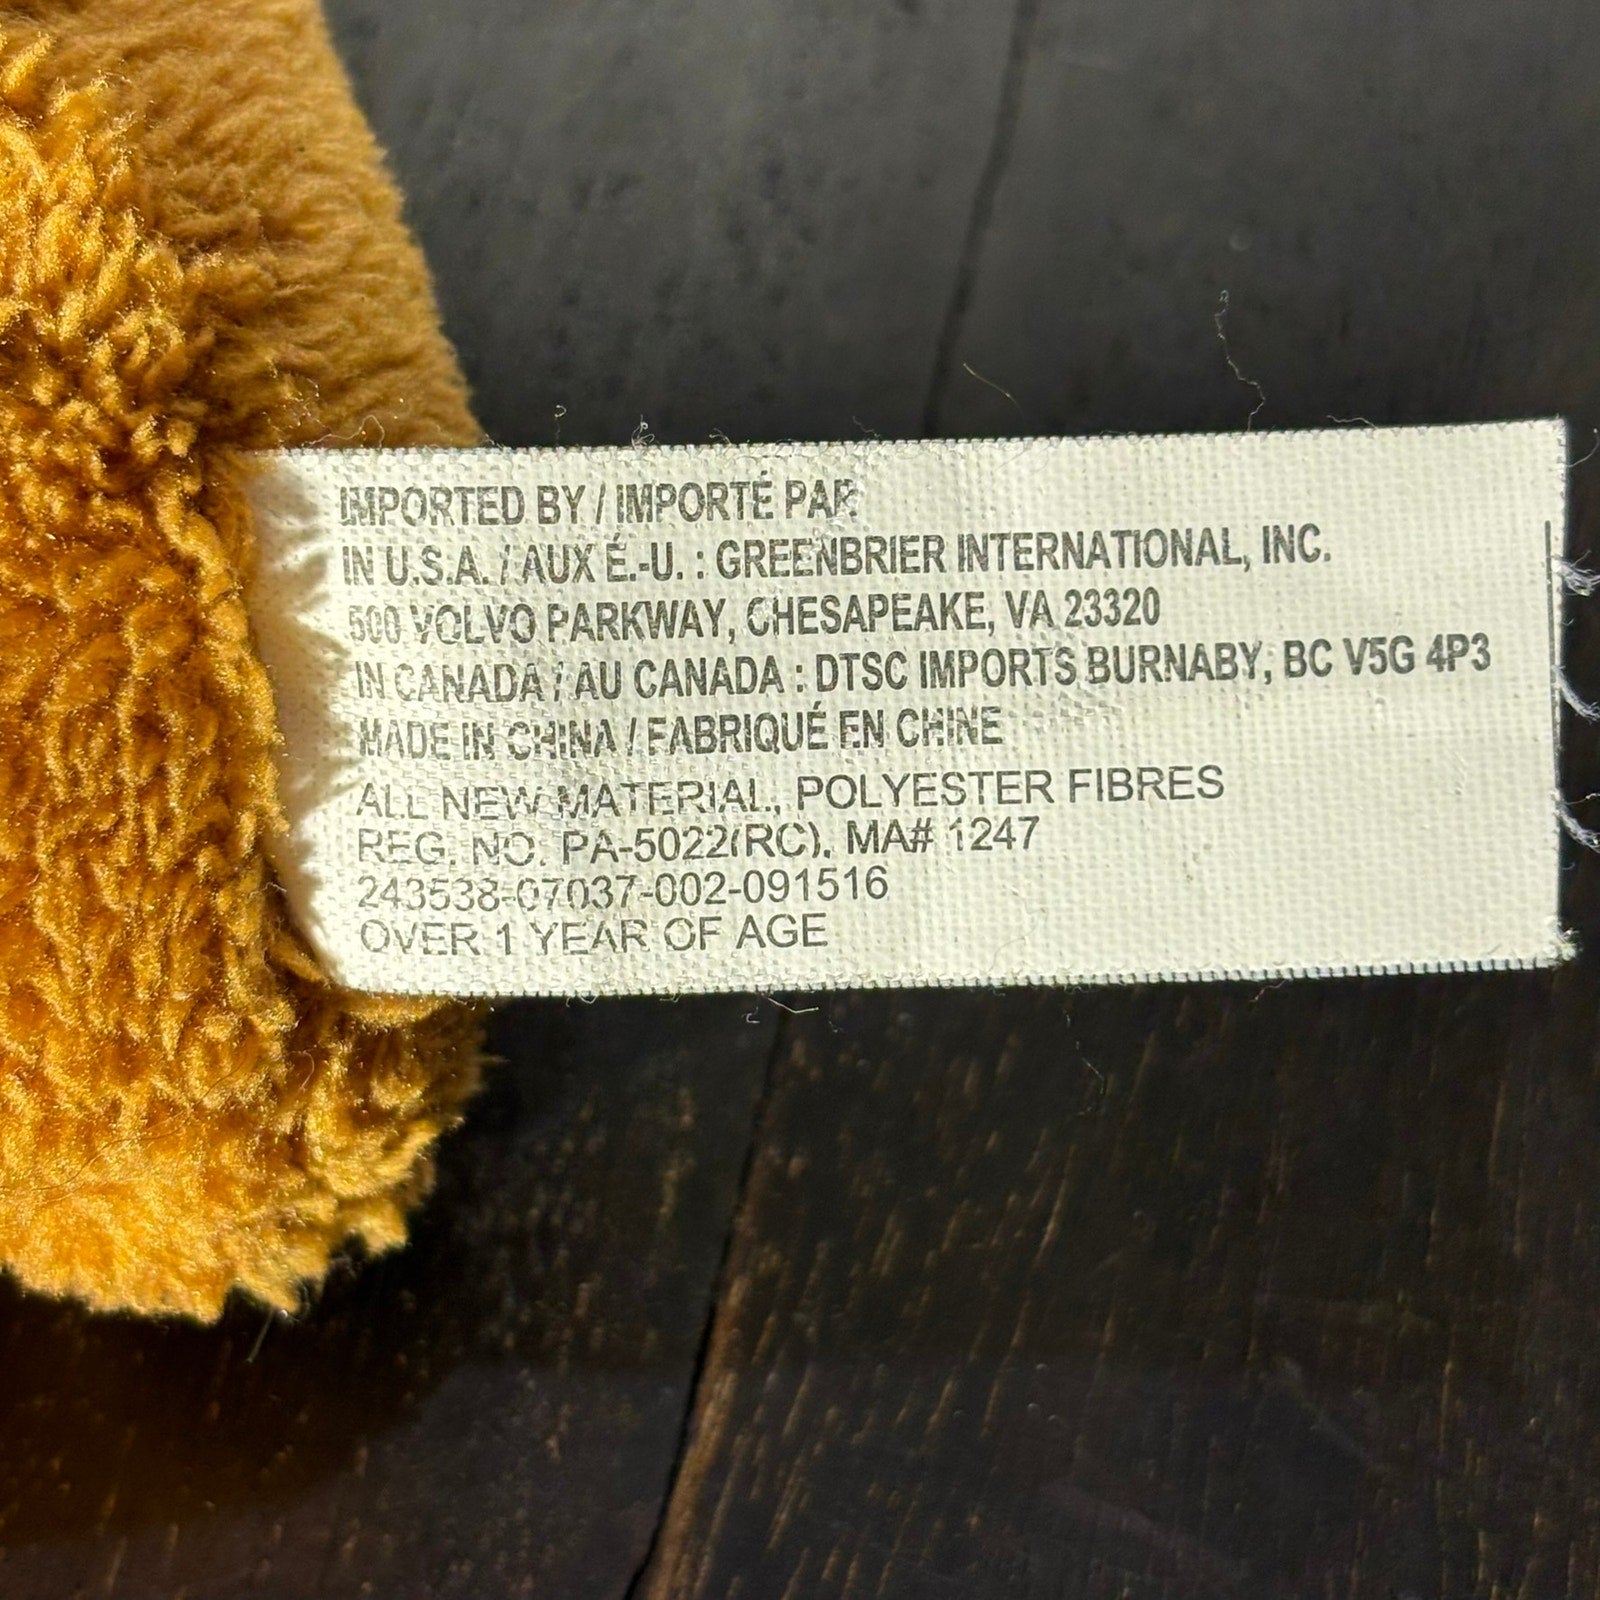 IMPORTED BY / IMPORTÉ PAR
IN U.S.A. / AUX É.-U. : GREENBRIER INTERNATIONAL, INC.
500 VOLVO PARKWAY, CHESAPEAKE, VA 23320
IN CANADA / AU CANADA : DTSC IMPORTS BURNABY, BC V5G 4P3
MADE IN CHINA / FABRIQUÉ EN CHINE
ALL NEW MATERIAL, POLYESTER FIBRES
REG. NO. PA-5022(RC), MA# 1247
243538-07037-002-091516
OVER 1 YEAR OF AGE